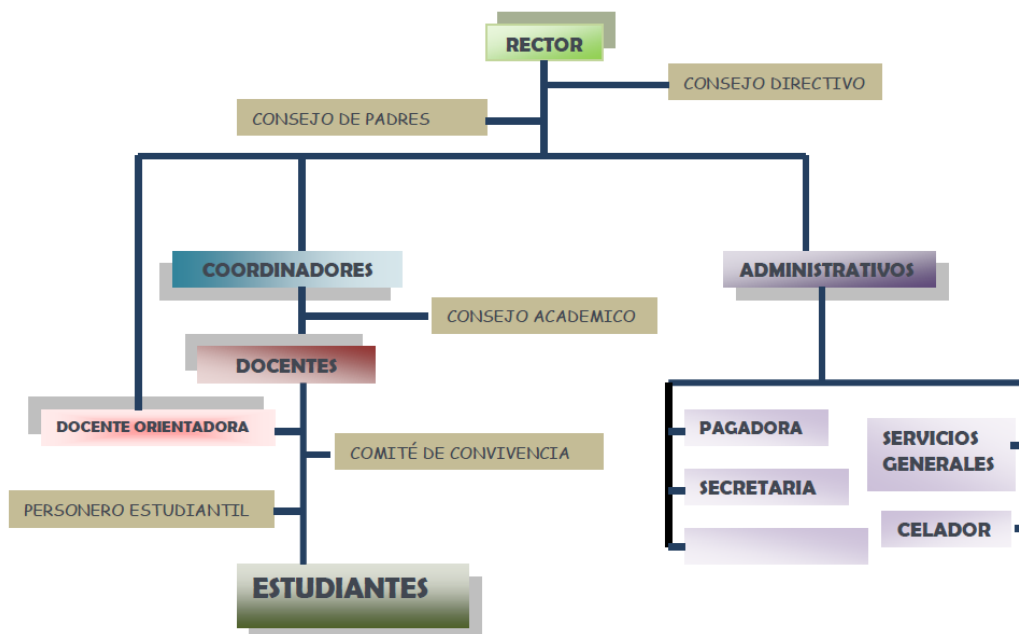 RECTOR
CONSEJO DIRECTIVO
CONSEJO DE PADRES
COORDINADORES
ADMINISTRATIVOS
CONSEJO ACADEMICO
DOCENTES
DOCENTE ORIENTADORA
PAGADORA
SERVICIOS
GENERALES
COMITÉ DE CONVIVENCIA
SECRETARIA
PERSONERO ESTUDIANTIL
CELADOR
ESTUDIANTES